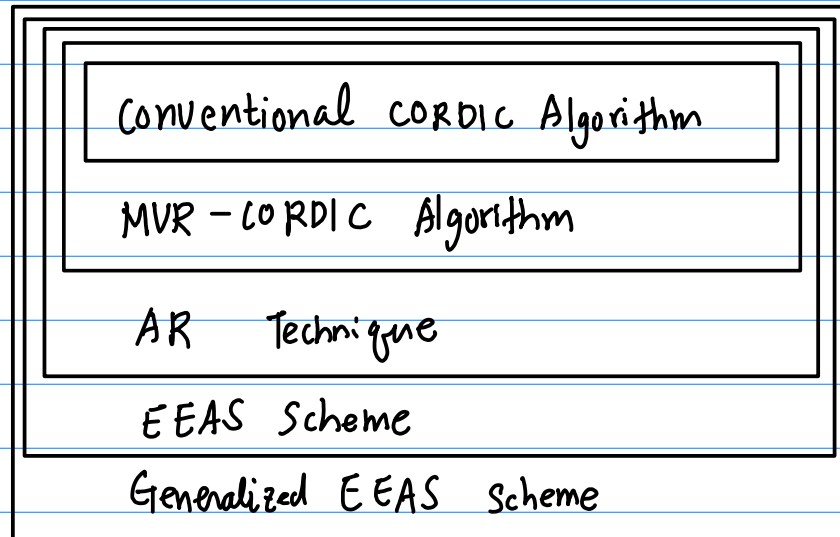 Conventional CORDIC Algorithm
MVR - CORDIC Algorithm
AR Technique
EEAS Scheme
Generalized EEAS scheme